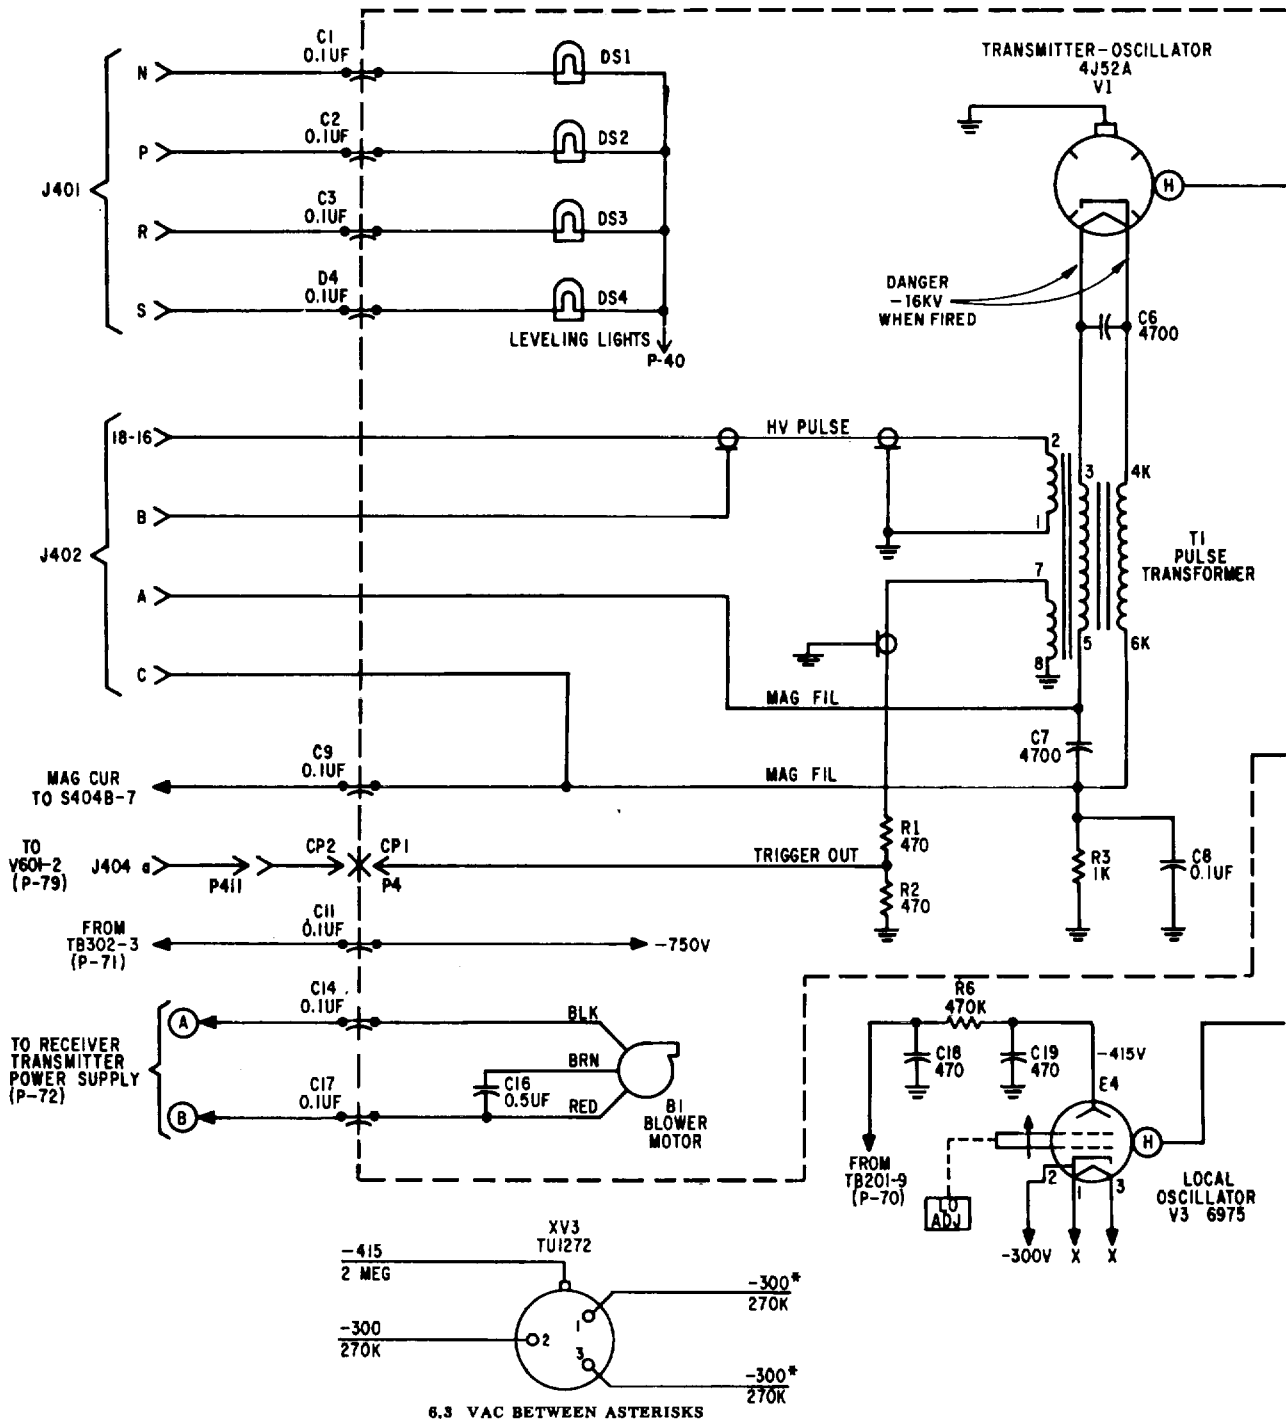 TRANSMITTER-OSCILLATOR
4J52A
V1
C1
0.1UF
N
DS1
C2
0.1UF
P
DS2
J401
C3
0.1UF
R
DS3
H
D4
0.1UF
S
DS4
LEVELING LIGHTS
P-40
DANGER
-16KV
WHEN FIRED
C6
4700
18-16
HV PULSE
2
3
4K
B
1
J402
T1
PULSE
TRANSFORMER
A
7
5
6K
8
C
MAG FIL
C7
4700
C9
0.1UF
MAG CUR
TO S404B-7
MAG FIL
R1
470
TO
V601-2
(P-79)
J404 a
P411
CP2
CP1
P4
TRIGGER OUT
R2
470
R3
1K
C8
0.1UF
C11
0.1UF
FROM
TB302-3
(P-71)
-750V
C14
0.1UF
A
BLK
TO RECEIVER
TRANSMITTER
POWER SUPPLY
(P-72)
BRN
C16
0.5UF
C17
0.1UF
B
RED
B1
BLOWER
MOTOR
R6
470K
C18
470
C19
470
-415V
E4
H
FROM
TB201-9
(P-70)
2
1
3
LO
ADJ
LOCAL
OSCILLATOR
V3 6975
-300V
X
X
XV3
TU1272
-415
2 MEG
-300*
270K
1
-300
270K
2
3
-300*
270K
6.3 VAC BETWEEN ASTERISKS